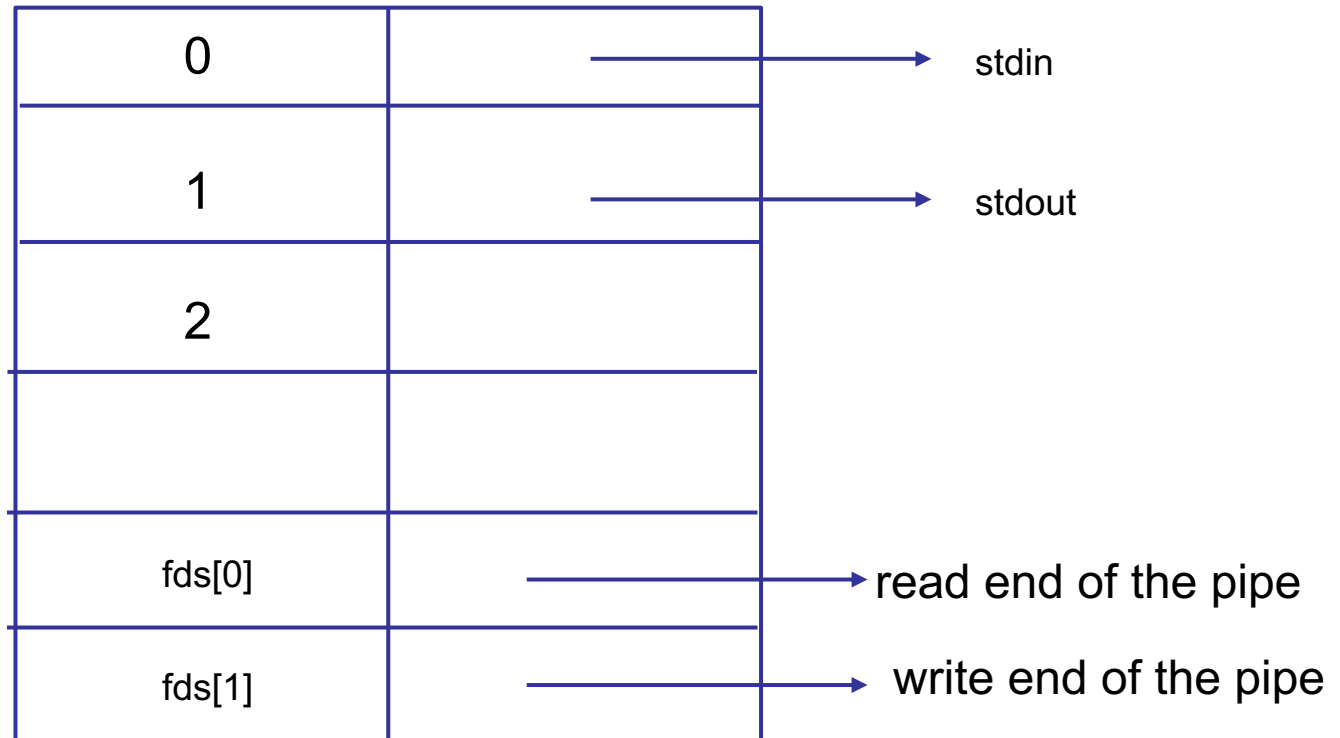 0 stdin
1 stdout
2
fds[0] read end of the pipe
fds[1] write end of the pipe